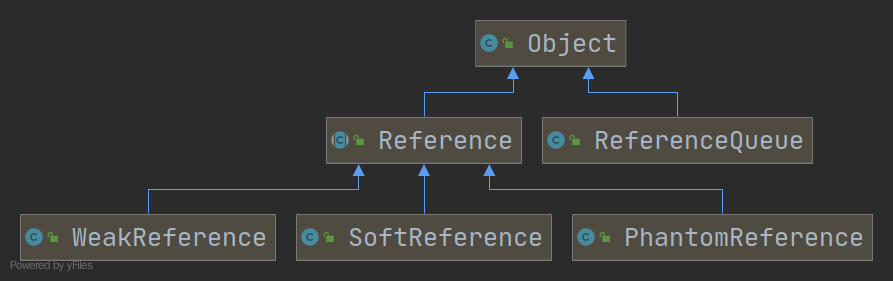 Object
Reference
ReferenceQueue
WeakReference
SoftReference
PhantomReference
Powered by yFiles